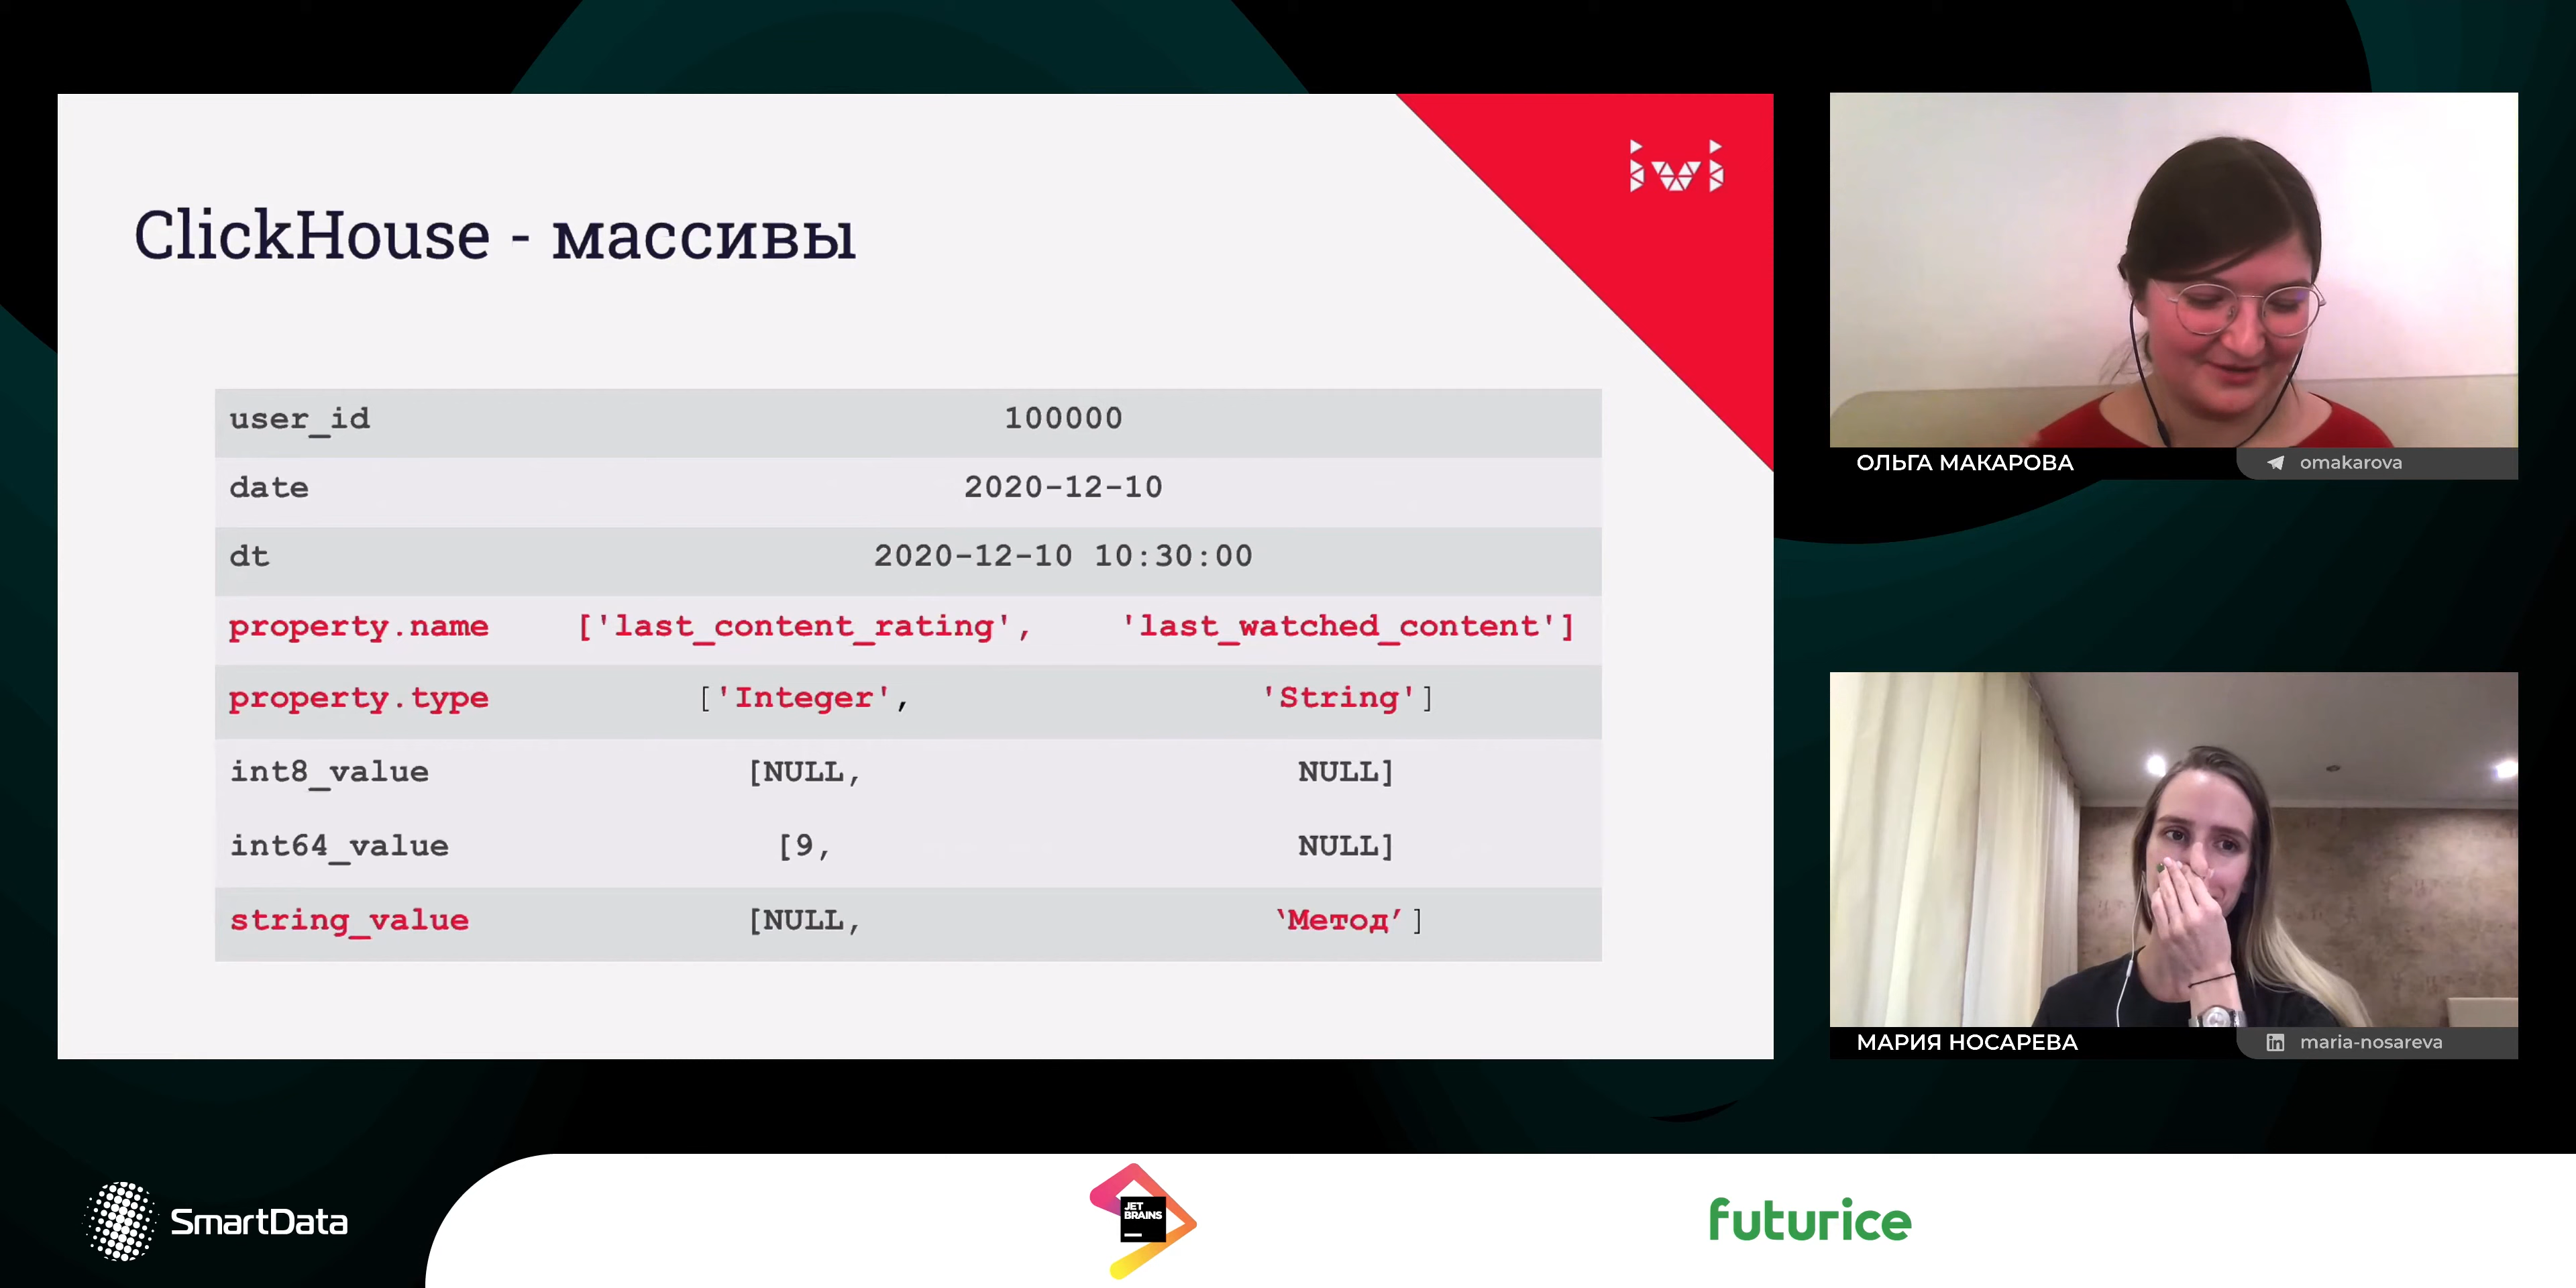 ivi
ClickHouse - массивы
user_id 100000
date 2020-12-10
dt 2020-12-10 10:30:00
property.name ['last_content_rating', 'last_watched_content']
property.type ['Integer', 'String']
int8_value [NULL, NULL]
int64_value [9, NULL]
string_value [NULL, ‘Метод’]
ОЛЬГА МАКАРОВА omakarova
МАРИЯ НОСАРЕВА in maria-nosareva
SmartData
JET
BRAINS
futurice